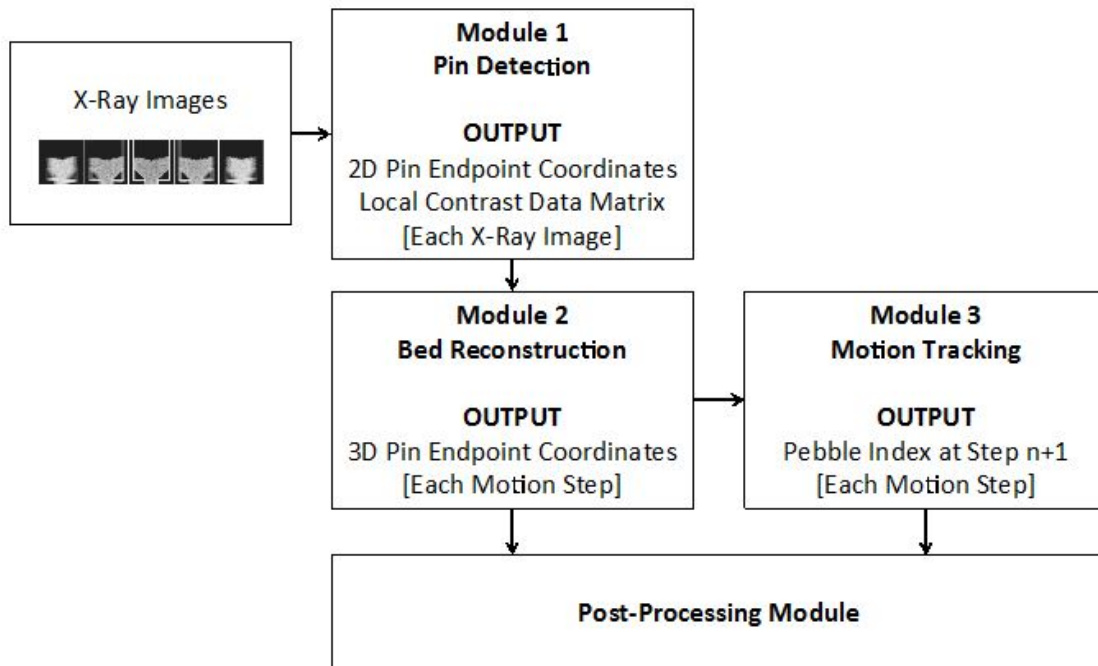 X-Ray Images
Module 1
Pin Detection
OUTPUT
2D Pin Endpoint Coordinates
Local Contrast Data Matrix
[Each X-Ray Image]
Module 2
Bed Reconstruction
OUTPUT
3D Pin Endpoint Coordinates
[Each Motion Step]
Module 3
Motion Tracking
OUTPUT
Pebble Index at Step n+1
[Each Motion Step]
Post-Processing Module